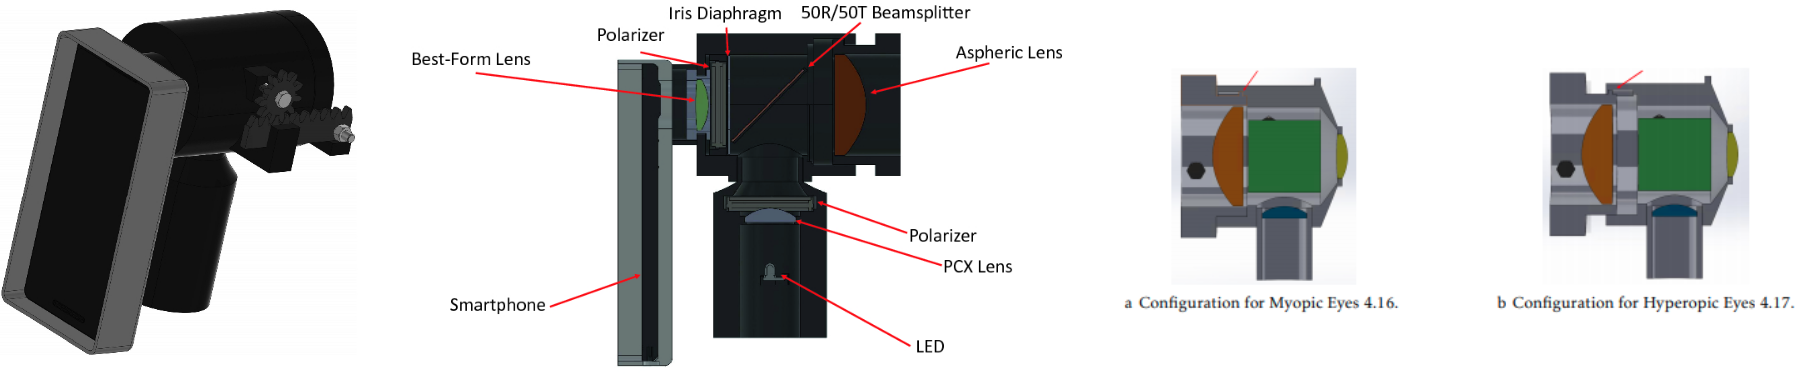 Iris Diaphragm
50R/50T Beamsplitter
Polarizer
Aspheric Lens
Best-Form Lens
Polarizer
PCX Lens
Smartphone
LED
a Configuration for Myopic Eyes 4.16.
b Configuration for Hyperopic Eyes 4.17.